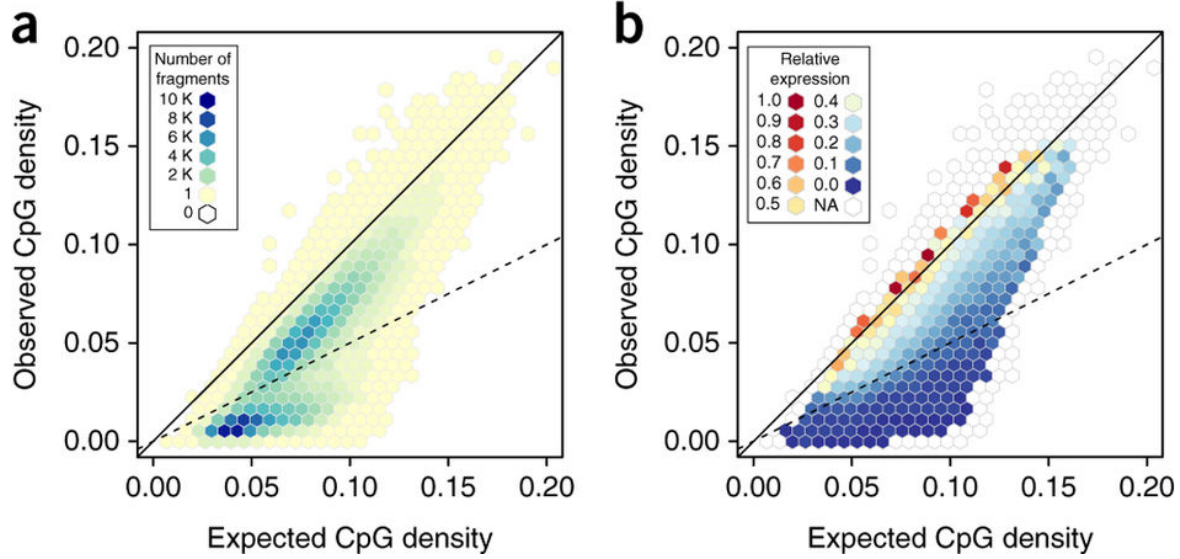 a
Number of
fragments
10 K
8 K
6 K
4 K
2 K
1
0
0.20
0.15
0.10
0.05
0.00
Observed CpG density
0.00 0.05 0.10 0.15 0.20
Expected CpG density
b
Relative
expression
1.0 0.4
0.9 0.3
0.8 0.2
0.7 0.1
0.6 0.0
0.5 NA
0.20
0.15
0.10
0.05
0.00
Observed CpG density
0.00 0.05 0.10 0.15 0.20
Expected CpG density